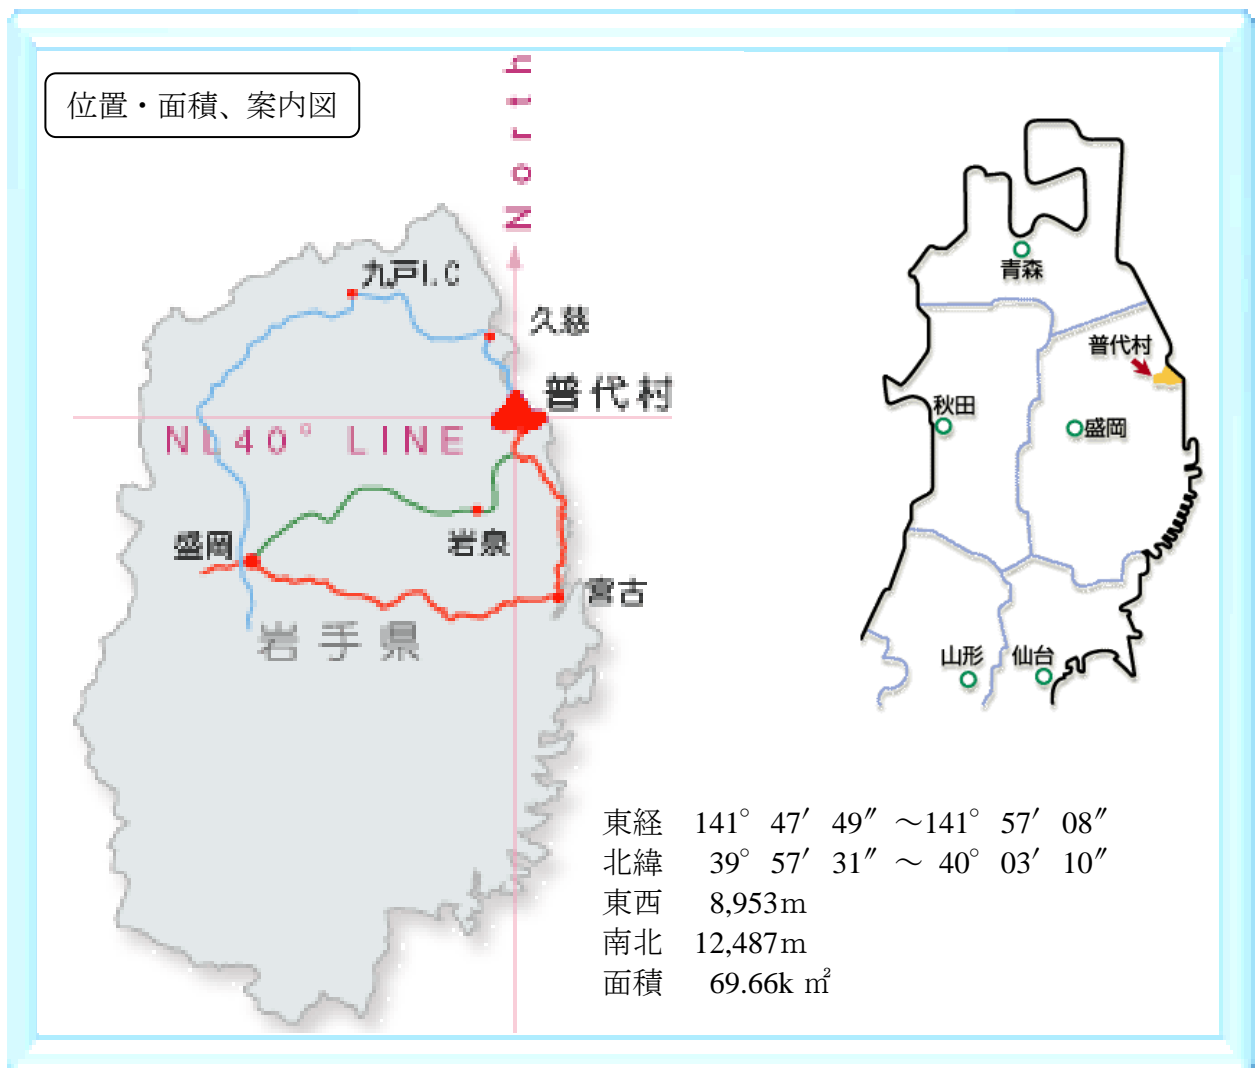 位置・面積、案内図
North
九戸I.C
久慈
普代村
NL40° LINE
盛岡
岩泉
宮古
岩手県
青森
普代村
秋田
盛岡
山形
仙台
東経 141° 47′ 49″ ～141° 57′ 08″
北緯 39° 57′ 31″ ～ 40° 03′ 10″
東西 8,953m
南北 12,487m
面積 69.66k ㎡